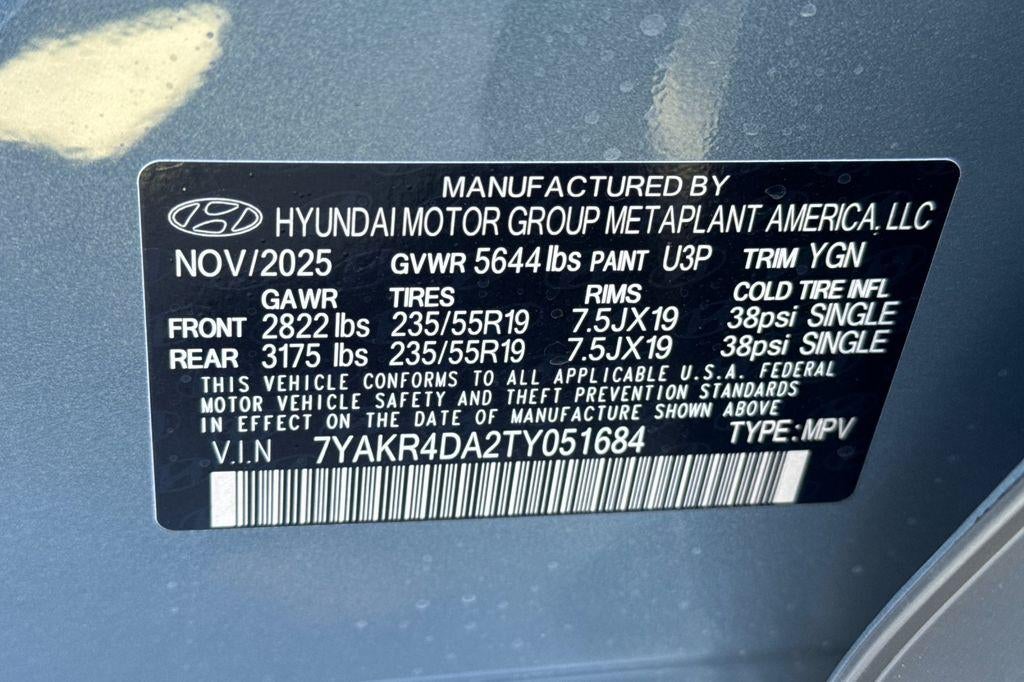 MANUFACTURED BY
HYUNDAI MOTOR GROUP METAPLANT AMERICA, LLC
NOV/2025 GVWR 5644 lbs PAINT U3P TRIM YGN
GAWR TIRES RIMS COLD TIRE INFL
FRONT 2822 lbs 235/55R19 7.5JX19 38psi SINGLE
REAR 3175 lbs 235/55R19 7.5JX19 38psi SINGLE
THIS VEHICLE CONFORMS TO ALL APPLICABLE U.S.A. FEDERAL
MOTOR VEHICLE SAFETY AND THEFT PREVENTION STANDARDS
IN EFFECT ON THE DATE OF MANUFACTURE SHOWN ABOVE
V.I.N 7YAKR4DA2TY051684 TYPE:MPV